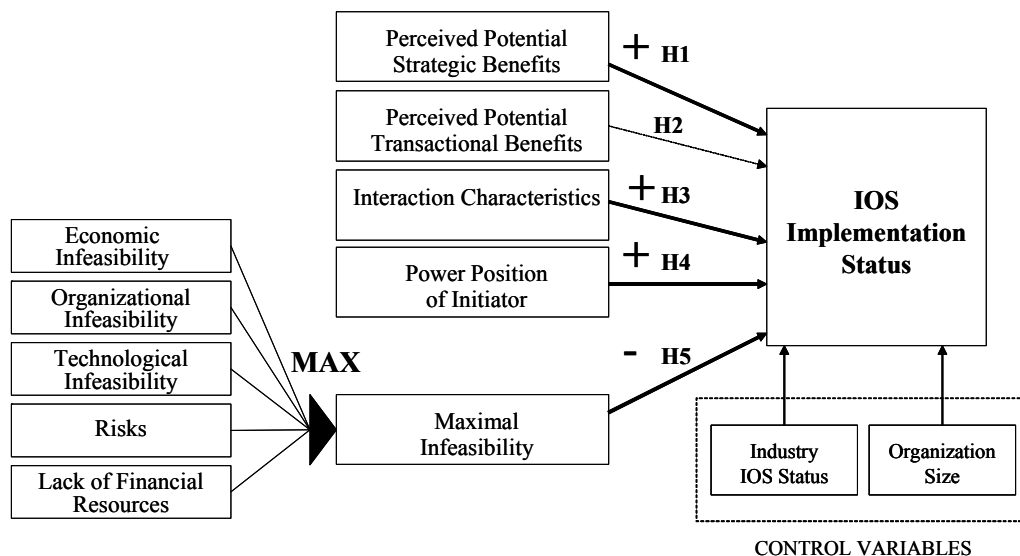 Perceived Potential
Strategic Benefits
+ H1
Perceived Potential
Transactional Benefits
H2
Interaction Characteristics
+ H3
Power Position
of Initiator
+ H4
IOS
Implementation
Status
Economic
Infeasibility
Organizational
Infeasibility
Technological
Infeasibility
Risks
Lack of Financial
Resources
MAX
Maximal
Infeasibility
- H5
Industry
IOS Status
Organization
Size
CONTROL VARIABLES